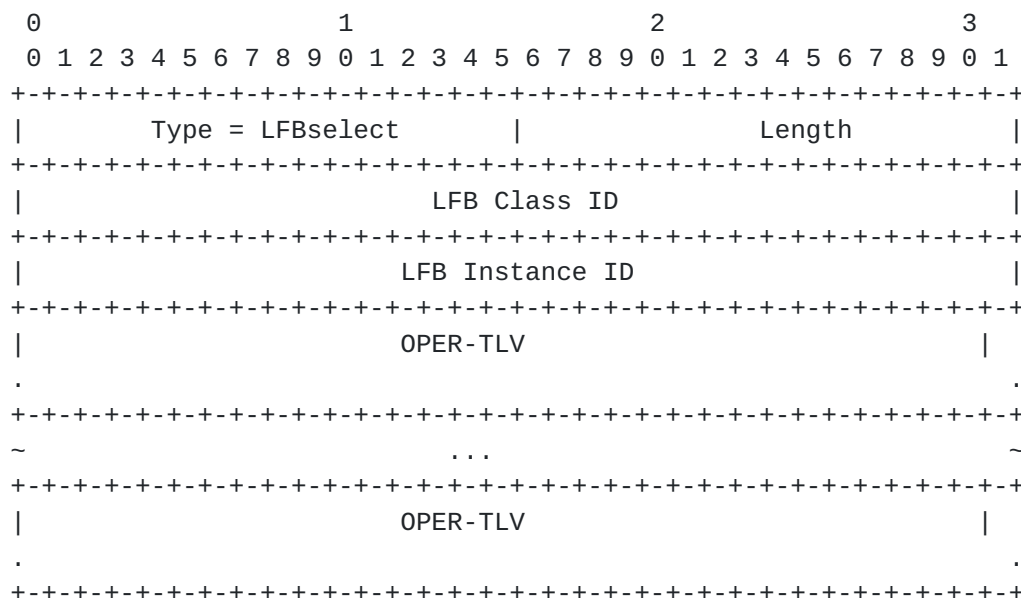 0                   1                   2                   3
 0 1 2 3 4 5 6 7 8 9 0 1 2 3 4 5 6 7 8 9 0 1 2 3 4 5 6 7 8 9 0 1
+-+-+-+-+-+-+-+-+-+-+-+-+-+-+-+-+-+-+-+-+-+-+-+-+-+-+-+-+-+-+-+-+
|        Type = LFBselect       |               Length          |
+-+-+-+-+-+-+-+-+-+-+-+-+-+-+-+-+-+-+-+-+-+-+-+-+-+-+-+-+-+-+-+-+
|                          LFB Class ID                         |
+-+-+-+-+-+-+-+-+-+-+-+-+-+-+-+-+-+-+-+-+-+-+-+-+-+-+-+-+-+-+-+-+
|                        LFB Instance ID                        |
+-+-+-+-+-+-+-+-+-+-+-+-+-+-+-+-+-+-+-+-+-+-+-+-+-+-+-+-+-+-+-+-+
|                        OPER-TLV                             |
.                                                               .
+-+-+-+-+-+-+-+-+-+-+-+-+-+-+-+-+-+-+-+-+-+-+-+-+-+-+-+-+-+-+-+-+
~                           ...                                 ~
+-+-+-+-+-+-+-+-+-+-+-+-+-+-+-+-+-+-+-+-+-+-+-+-+-+-+-+-+-+-+-+-+
|                        OPER-TLV                             |
.                                                               .
+-+-+-+-+-+-+-+-+-+-+-+-+-+-+-+-+-+-+-+-+-+-+-+-+-+-+-+-+-+-+-+-+